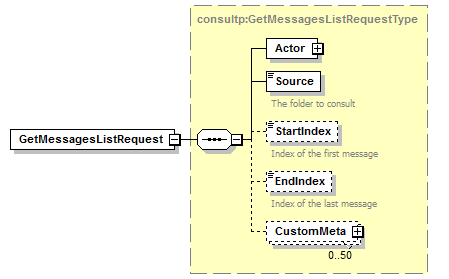 consultp:GetMessagesListRequestType
Actor
Source
The folder to consult
GetMessagesListRequest
StartIndex
Index of the first message
EndIndex
Index of the last message
CustomMeta
0..50